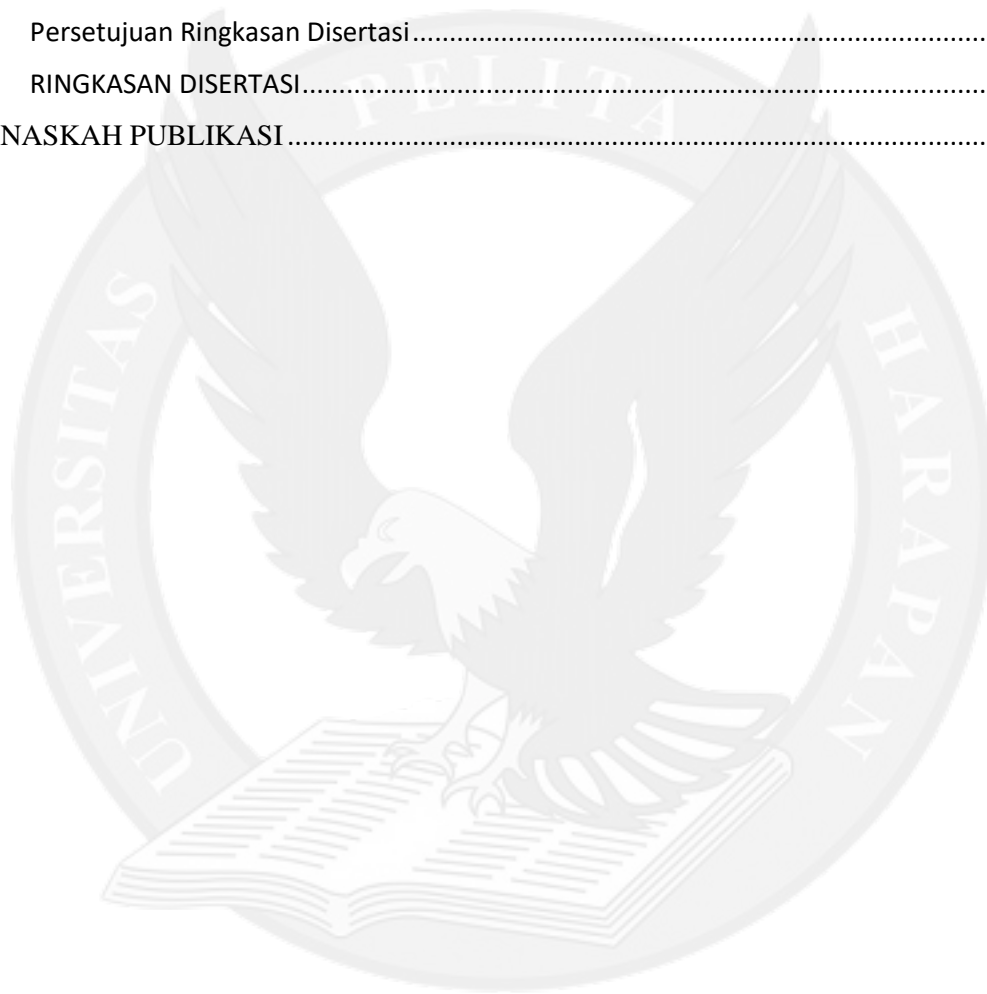 Persetujuan Ringkasan Disertasi........................................................................
RINGKASAN DISERTASI......................................................................................
NASKAH PUBLIKASI ........................................................................................
UNIVERSITAS PELITA HARAPAN